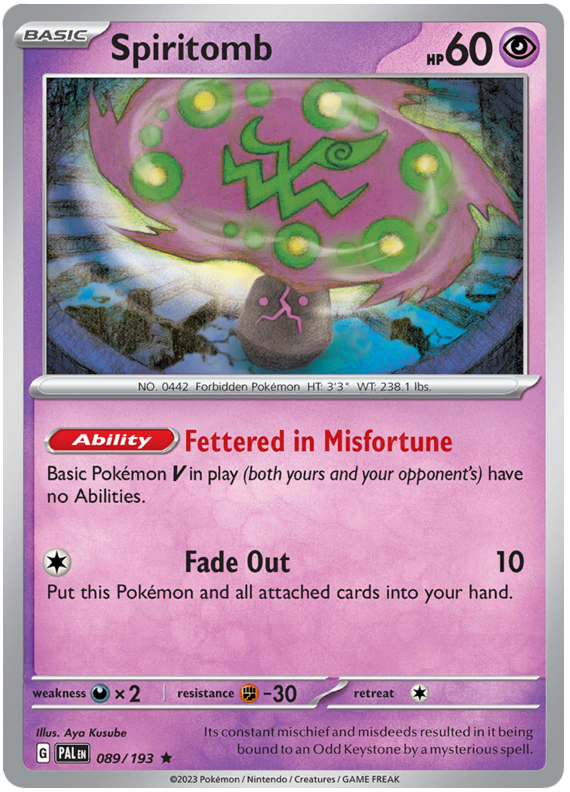 BASIC Spiritomb HP60
NO. 0442 Forbidden Pokémon HT: 3'3" WT: 238.1 lbs.
Ability Fettered in Misfortune
Basic Pokémon V in play (both yours and your opponent's) have
no Abilities.
Fade Out 10
Put this Pokémon and all attached cards into your hand.
weakness ×2 resistance -30 retreat
Illus. Aya Kusube
Its constant mischief and misdeeds resulted in it being
bound to an Odd Keystone by a mysterious spell.
G PAL EN 089/193 ★
©2023 Pokémon / Nintendo / Creatures / GAME FREAK